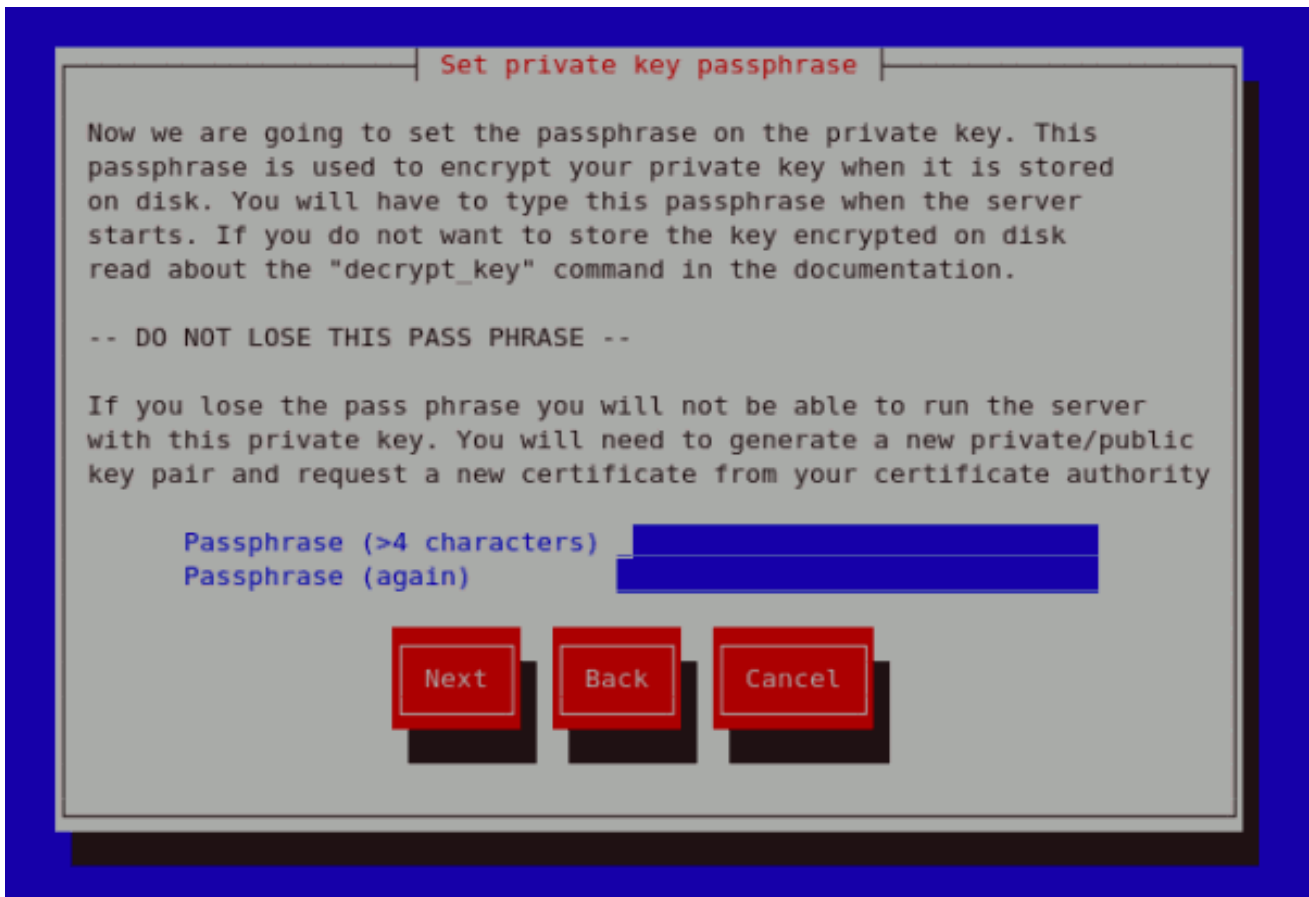 Set private key passphrase
Now we are going to set the passphrase on the private key. This
passphrase is used to encrypt your private key when it is stored
on disk. You will have to type this passphrase when the server
starts. If you do not want to store the key encrypted on disk
read about the "decrypt_key" command in the documentation.
-- DO NOT LOSE THIS PASS PHRASE --
If you lose the pass phrase you will not be able to run the server
with this private key. You will need to generate a new private/public
key pair and request a new certificate from your certificate authority
Passphrase (>4 characters)
Passphrase (again)
Next Back Cancel